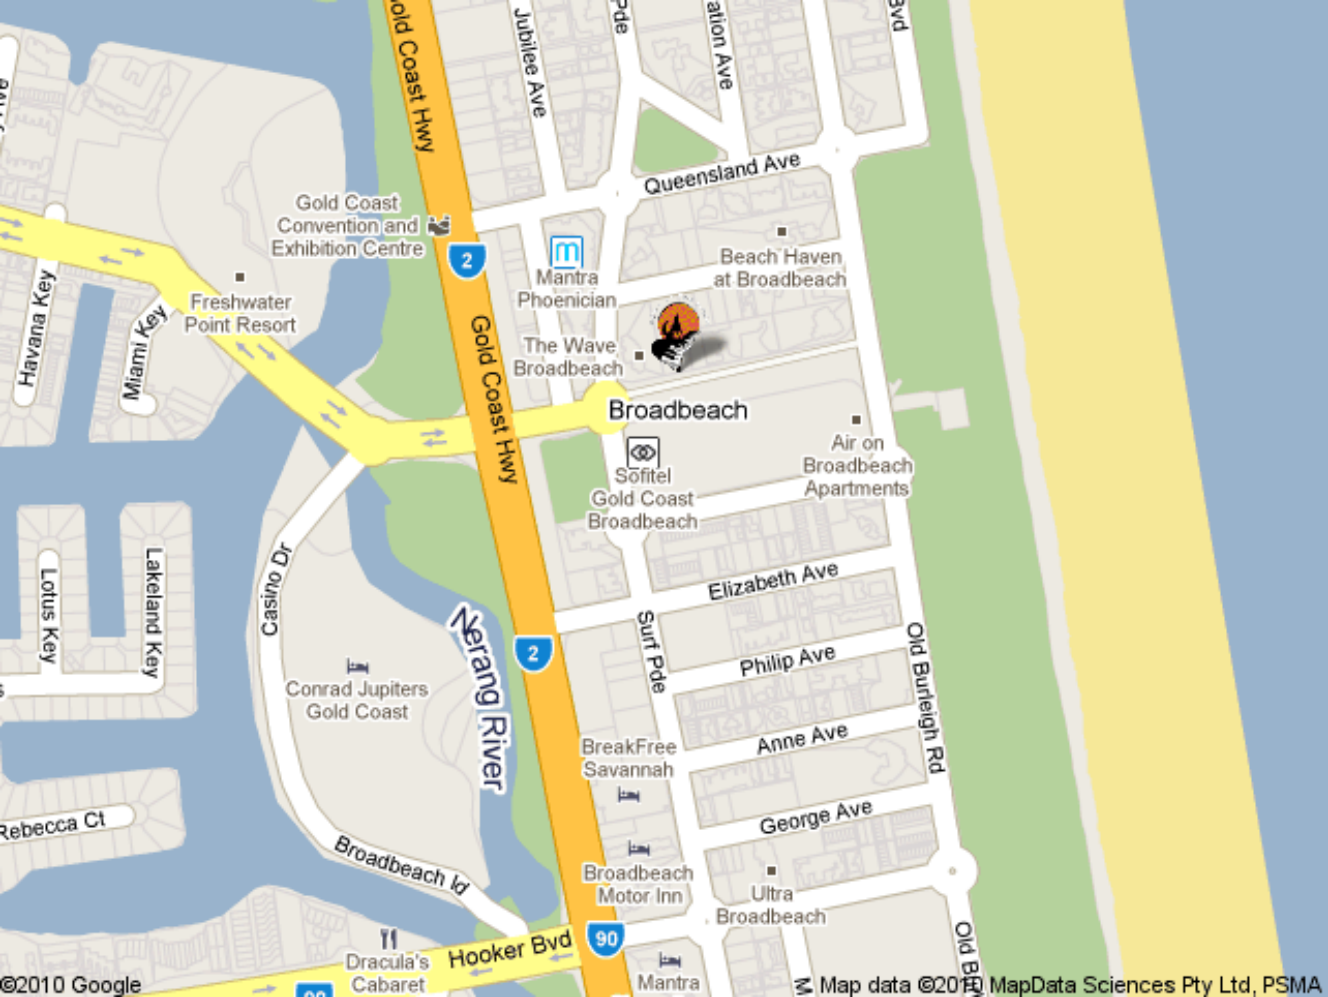 Gold Coast Hwy
Jubilee Ave
Pde
ation Ave
Bvd
Queensland Ave
Gold Coast
Convention and
Exhibition Centre
2
m
Mantra
Phoenician
Beach Haven
at Broadbeach
Havana Key
Miami Key
Freshwater
Point Resort
Gold Coast Hwy
The Wave
Broadbeach
Broadbeach
Sofitel
Gold Coast
Broadbeach
Air on
Broadbeach
Apartments
Lotus Key
Lakeland Key
Casino Dr
Elizabeth Ave
Nerang River
2
Surf Pde
Philip Ave
Old Burleigh Rd
Conrad Jupiters
Gold Coast
Anne Ave
BreakFree
Savannah
George Ave
Rebecca Ct
Broadbeach Id
Broadbeach
Motor Inn
Ultra
Broadbeach
90
Hooker Bvd
Dracula's
Cabaret
Mantra
Old B
M
©2010 Google
Map data ©2010 MapData Sciences Pty Ltd, PSMA